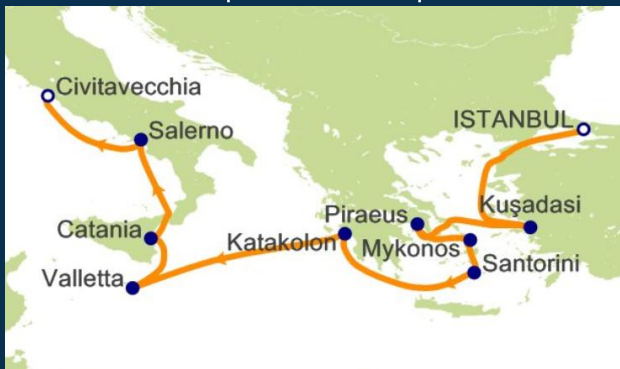 Civitavecchia
ISTANBUL
Salerno
Kuşadasi
Piraeus
Catania
Katakolon
Mykonos
Santorini
Valletta